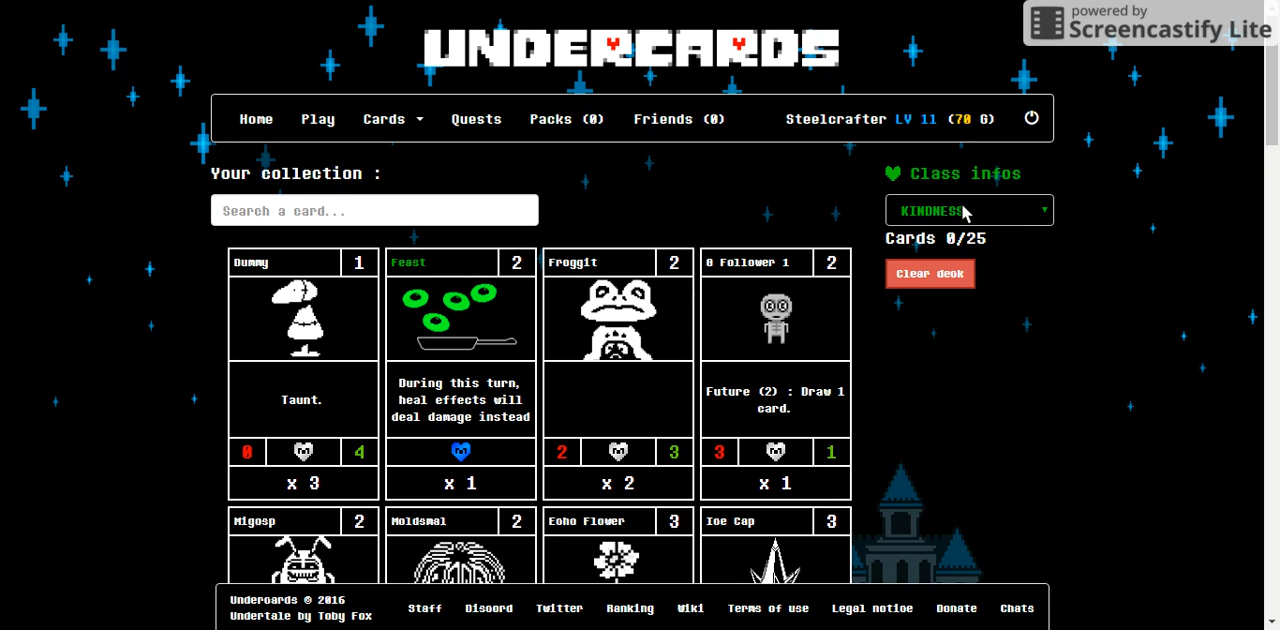 powered by
Screencastify Lite
UNDERCARDS
Home Play Cards Quests Packs (0) Friends (0) Steelcrafter LV 11 (70 G)
Your collection :
Class infos
Search a card...
KINDNESS
Cards 0/25
Clear deck
Dummy 1
Feast 2
Froggit 2
G Follower 1 2
Taunt.
During this turn,
heal effects will
deal damage instead
Future (2) : Draw 1
card.
0 4
2 3
3 1
x 3
x 1
x 2
x 1
Migosp 2
Moldsmal 2
Echo Flower 3
Ice Cap 3
Undercards © 2016
Undertale by Toby Fox
Staff Discord Twitter Ranking Wiki Terms of use Legal notice Donate Chats